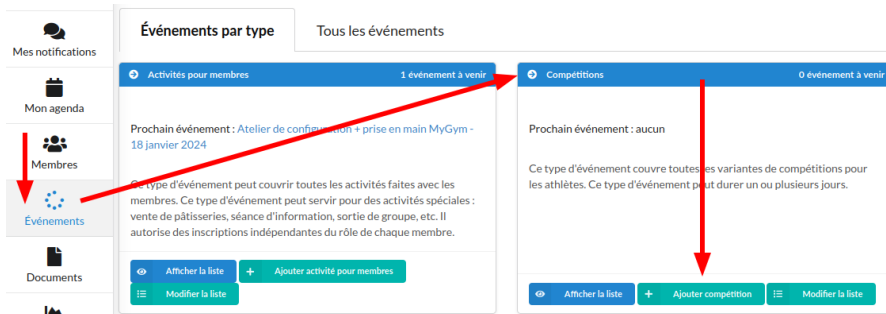 Mes notifications
Mon agenda
Membres
Événements
Documents
Événements par type
Tous les événements
Activités pour membres
1 événement à venir
Prochain événement : Atelier de configuration + prise en main MyGym -
18 janvier 2024
Ce type d'événement peut couvrir toutes les activités faites avec les
membres. Ce type d'événement peut servir pour des activités spéciales :
vente de pâtisseries, séance d'information, sortie de groupe, etc. Il
autorise des inscriptions indépendantes du rôle de chaque membre.
Afficher la liste
Ajouter activité pour membres
Modifier la liste
Compétitions
0 événement à venir
Prochain événement : aucun
Ce type d'événement couvre toutes les variantes de compétitions pour
les athlètes. Ce type d'événement peut durer un ou plusieurs jours.
Afficher la liste
Ajouter compétition
Modifier la liste